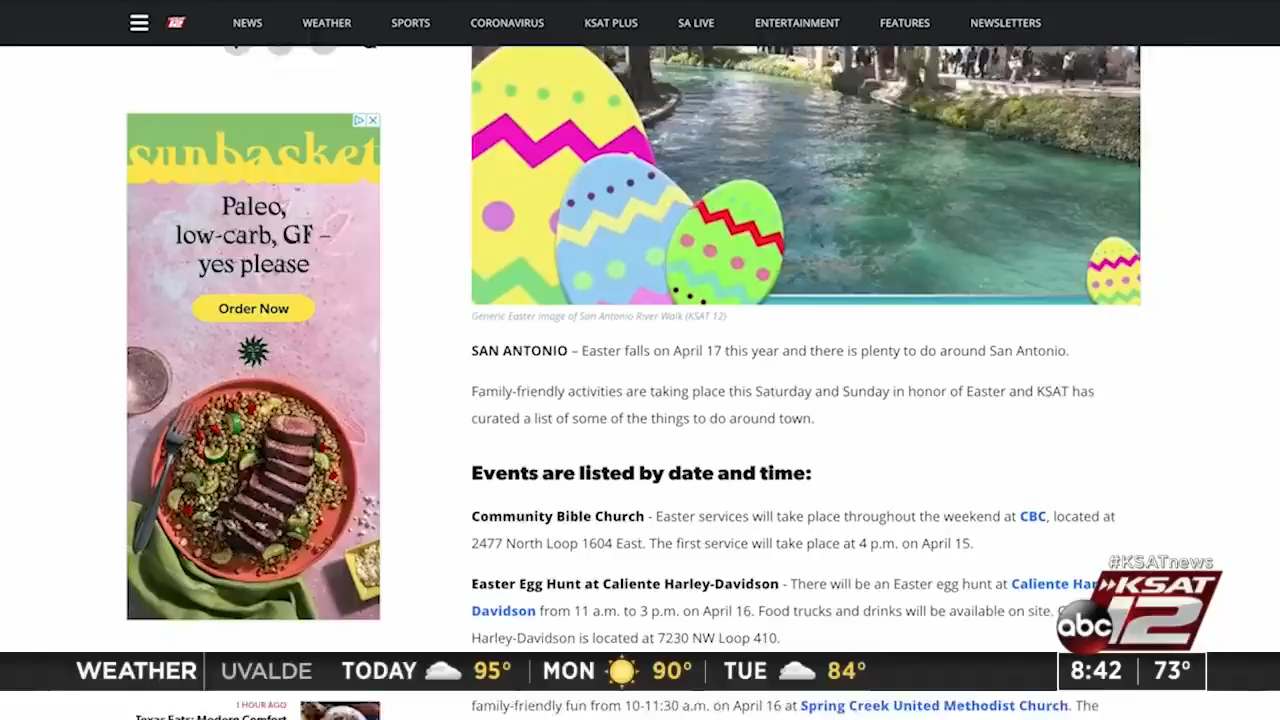 NEWS WEATHER SPORTS CORONAVIRUS KSAT PLUS SA LIVE ENTERTAINMENT FEATURES NEWSLETTERS
sunbasket
Paleo,
low-carb, GF –
yes please
Order Now
Generic Easter image of San Antonio River Walk (KSAT 12)
SAN ANTONIO – Easter falls on April 17 this year and there is plenty to do around San Antonio.
Family-friendly activities are taking place this Saturday and Sunday in honor of Easter and KSAT has
curated a list of some of the things to do around town.
Events are listed by date and time:
Community Bible Church - Easter services will take place throughout the weekend at CBC, located at
2477 North Loop 1604 East. The first service will take place at 4 p.m. on April 15.
Easter Egg Hunt at Caliente Harley-Davidson - There will be an Easter egg hunt at Caliente
Davidson from 11 a.m. to 3 p.m. on April 16. Food trucks and drinks will be available on site.
Harley-Davidson is located at 7230 NW Loop 410.
#KSATnews
KSAT
abc 12
WEATHER UVALDE TODAY 95° MON 90° TUE 84° 8:42 73°
1 HOUR AGO
Texas Eats: Modern Comfort
family-friendly fun from 10-11:30 a.m. on April 16 at Spring Creek United Methodist Church. The